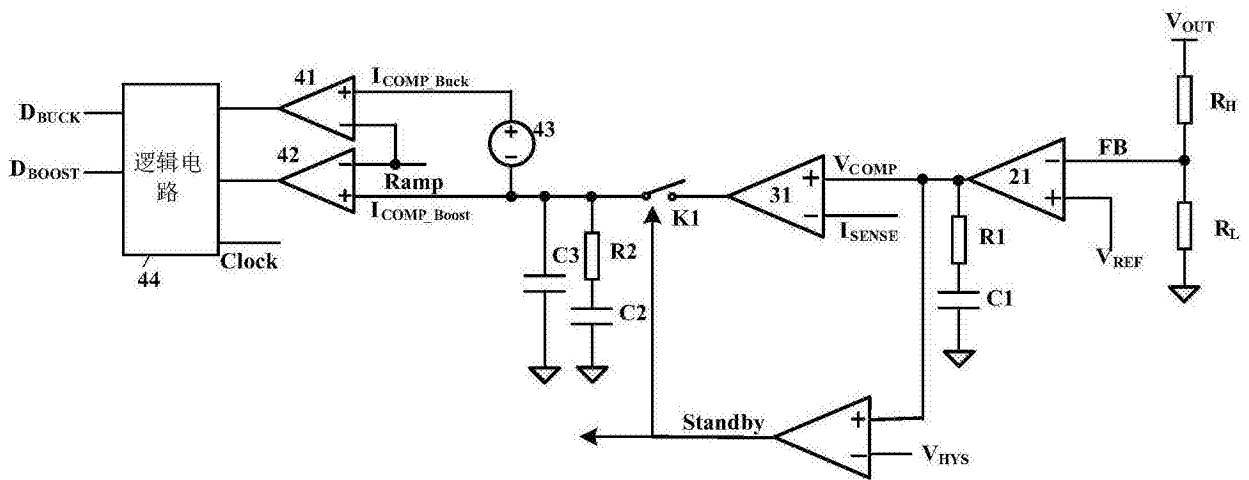 V_OUT
R_H
FB
21
R_L
V_REF
V_COMP
31
I_SENSE
R1
C1
K1
Standby
V_HYS
41
I_COMP_Buck
43
42
Ramp
I_COMP_Boost
C3
R2
C2
D_BUCK
D_BOOST
逻辑电
路
Clock
44